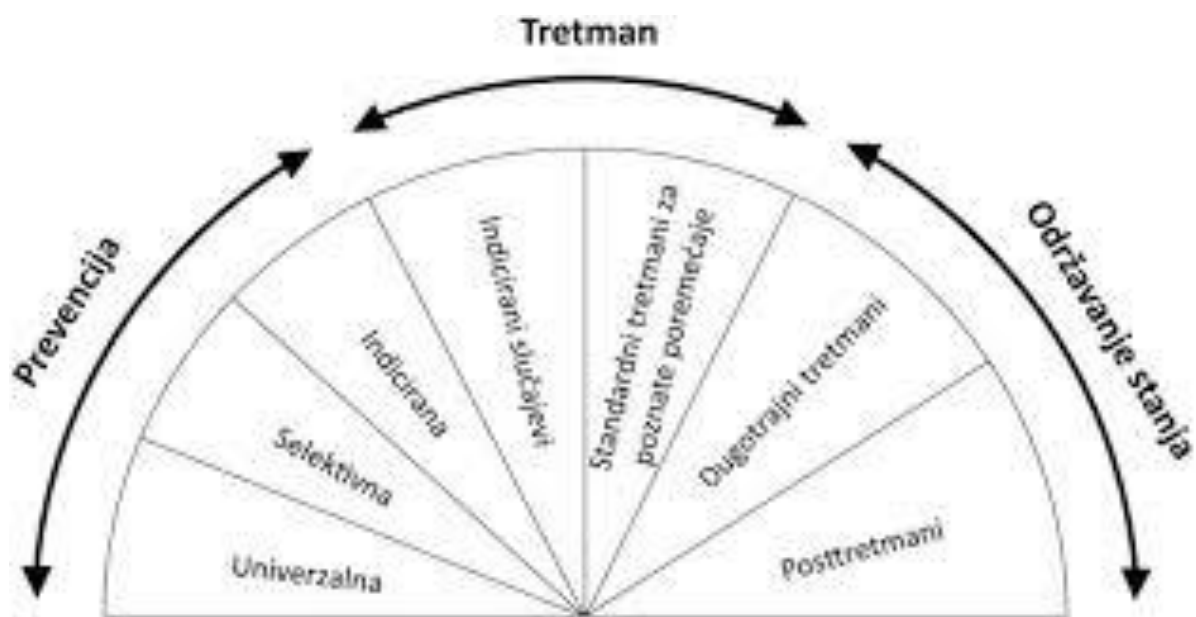 Tretman
Prevencija
Održavanje stanja
Univerzalna
Selektivna
Indicirana
Indicirani slučajevi
Standardni tretmani za
poznate poremećaje
Dugotrajni tretmani
Posttretmani